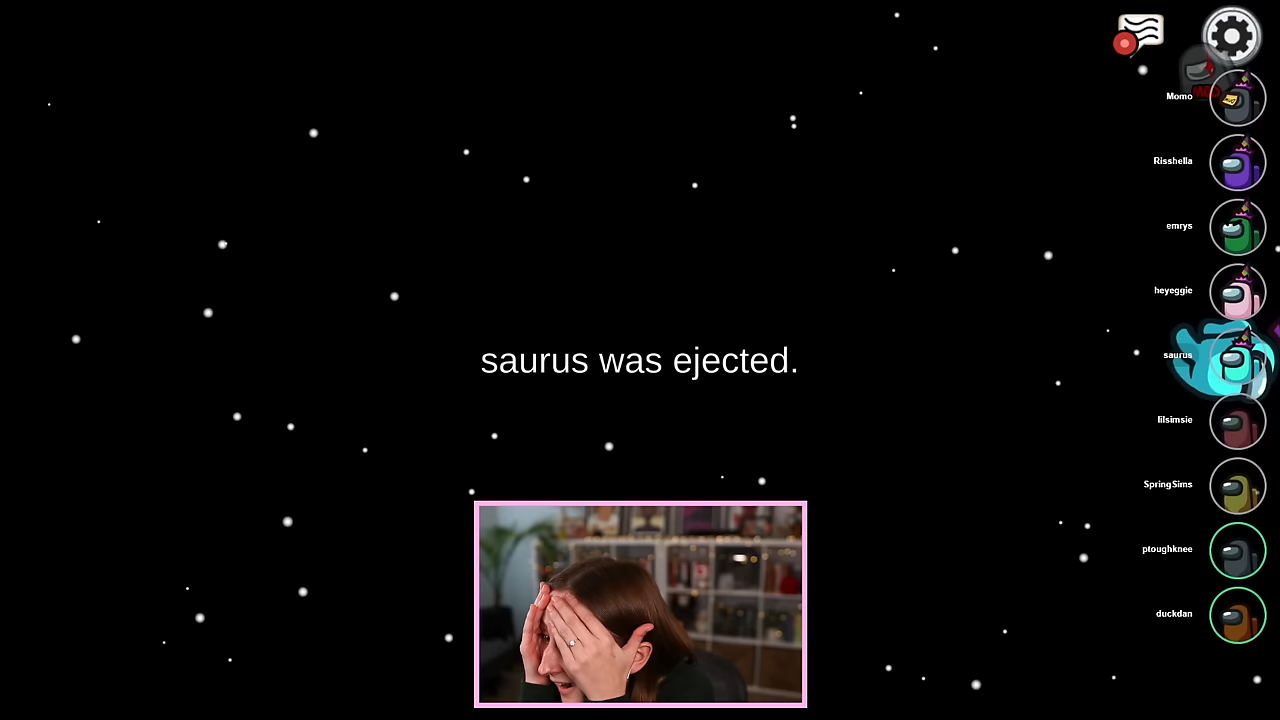 Momo
Risshella
emrys
heyeggie
saurus
saurus was ejected.
lilsimsie
SpringSims
ptoughknee
duckdan